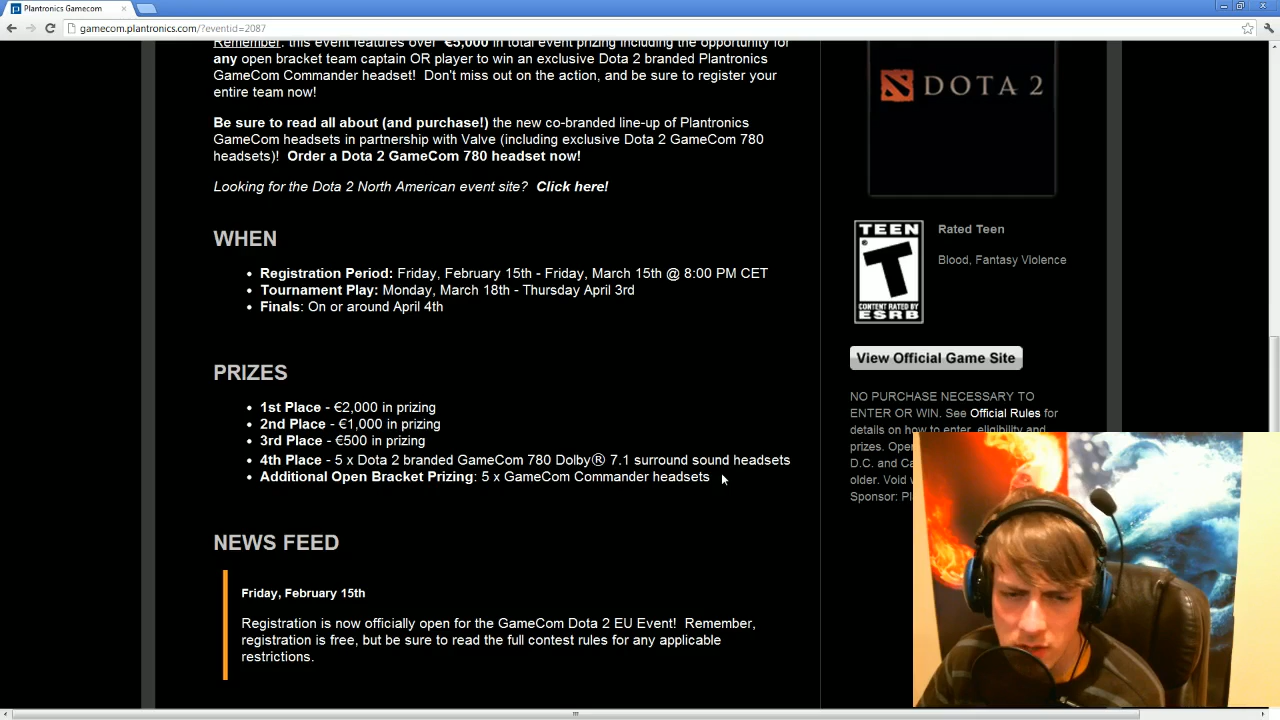 Plantronics Gamecom
gamecom.plantronics.com/?eventid=2087
Remember: this event features over €5,000 in total event prizing including the opportunity for
any open bracket team captain OR player to win an exclusive Dota 2 branded Plantronics
GameCom Commander headset! Don't miss out on the action, and be sure to register your
entire team now!
Be sure to read all about (and purchase!) the new co-branded line-up of Plantronics
GameCom headsets in partnership with Valve (including exclusive Dota 2 GameCom 780
headsets)! Order a Dota 2 GameCom 780 headset now!
Looking for the Dota 2 North American event site? Click here!
WHEN
• Registration Period: Friday, February 15th - Friday, March 15th @ 8:00 PM CET
• Tournament Play: Monday, March 18th - Thursday April 3rd
• Finals: On or around April 4th
PRIZES
• 1st Place - €2,000 in prizing
• 2nd Place - €1,000 in prizing
• 3rd Place - €500 in prizing
• 4th Place - 5 x Dota 2 branded GameCom 780 Dolby® 7.1 surround sound headsets
• Additional Open Bracket Prizing: 5 x GameCom Commander headsets
NEWS FEED
Friday, February 15th
Registration is now officially open for the GameCom Dota 2 EU Event! Remember,
registration is free, but be sure to read the full contest rules for any applicable
restrictions.
DOTA 2
TEEN
T
®
CONTENT RATED BY
ESRB
Rated Teen
Blood, Fantasy Violence
View Official Game Site
NO PURCHASE NECESSARY TO
ENTER OR WIN. See Official Rules for
details on how to enter, eligibility and
prizes.
D.C. and
older. Void
Sponsor: